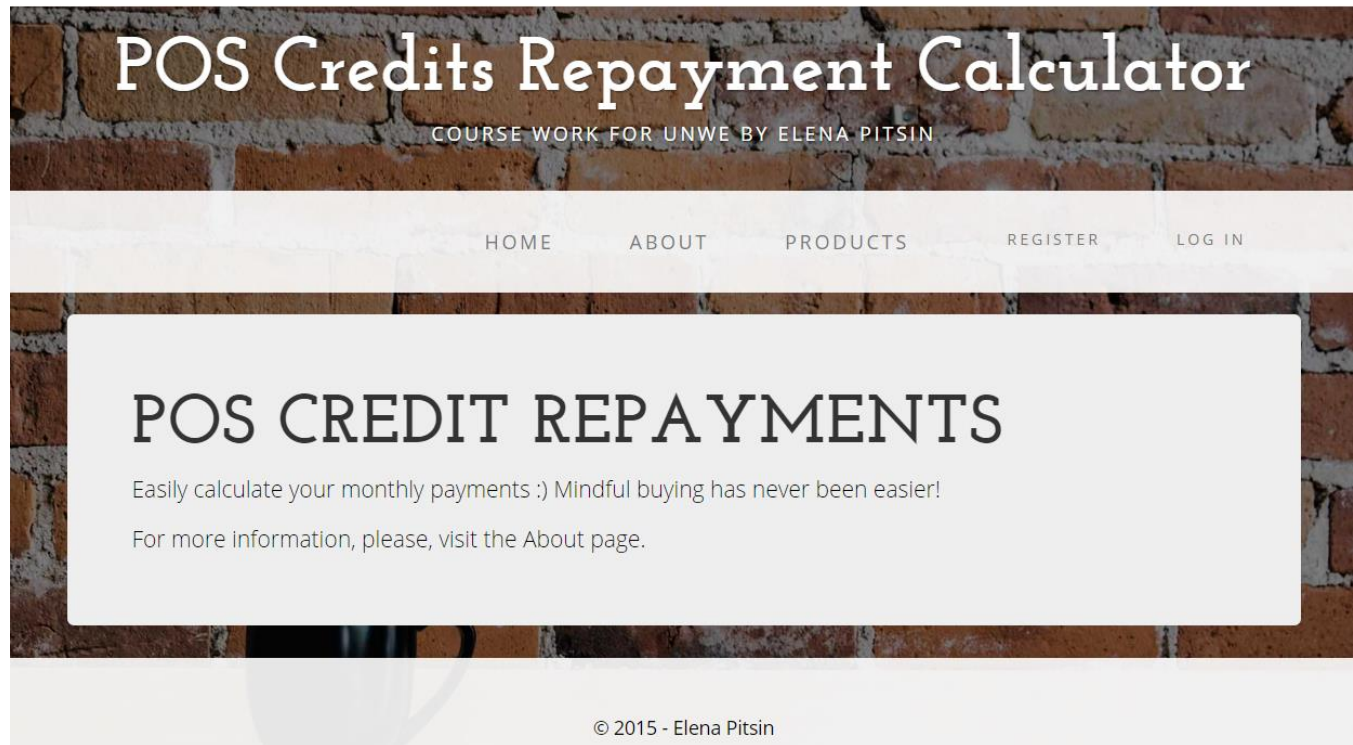 POS Credits Repayment Calculator
COURSE WORK FOR UNWE BY ELENA PITSIN
HOME ABOUT PRODUCTS REGISTER LOG IN
POS CREDIT REPAYMENTS
Easily calculate your monthly payments :) Mindful buying has never been easier!
For more information, please, visit the About page.
© 2015 - Elena Pitsin